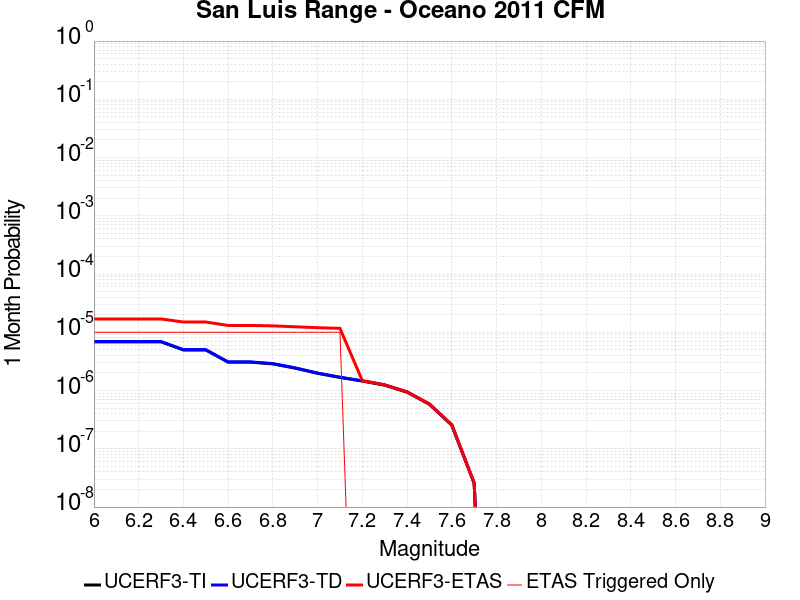 San Luis Range - Oceano 2011 CFM
1 Month Probability
10^0
10^-1
10^-2
10^-3
10^-4
10^-5
10^-6
10^-7
10^-8
6 6.2 6.4 6.6 6.8 7 7.2 7.4 7.6 7.8 8 8.2 8.4 8.6 8.8 9
Magnitude
UCERF3-TI UCERF3-TD UCERF3-ETAS ETAS Triggered Only